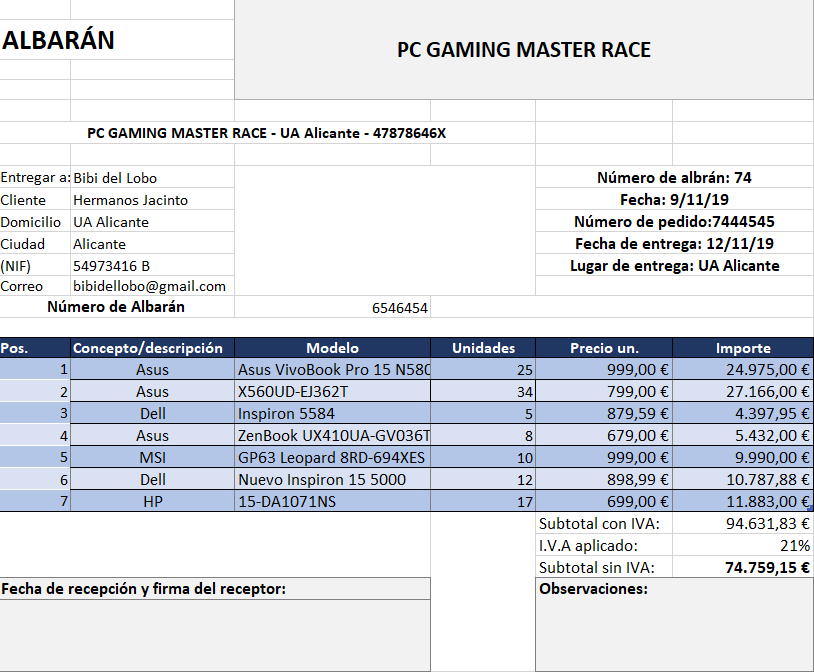 ALBARÁN
PC GAMING MASTER RACE
PC GAMING MASTER RACE - UA Alicante - 47878646X
Entregar a: Bibi del Lobo
Número de albrán: 74
Cliente Hermanos Jacinto
Fecha: 9/11/19
Domicilio UA Alicante
Número de pedido:7444545
Ciudad Alicante
Fecha de entrega: 12/11/19
(NIF) 54973416 B
Lugar de entrega: UA Alicante
Correo bibidellobo@gmail.com
Número de Albarán 6546454
Pos. Concepto/descripción Modelo Unidades Precio un. Importe
1 Asus Asus VivoBook Pro 15 N580 25 999,00 € 24.975,00 €
2 Asus X560UD-EJ362T 34 799,00 € 27.166,00 €
3 Dell Inspiron 5584 5 879,59 € 4.397,95 €
4 Asus ZenBook UX410UA-GV036T 8 679,00 € 5.432,00 €
5 MSI GP63 Leopard 8RD-694XES 10 999,00 € 9.990,00 €
6 Dell Nuevo Inspiron 15 5000 12 898,99 € 10.787,88 €
7 HP 15-DA1071NS 17 699,00 € 11.883,00 €
Subtotal con IVA: 94.631,83 €
I.V.A aplicado: 21%
Subtotal sin IVA: 74.759,15 €
Fecha de recepción y firma del receptor:
Observaciones: